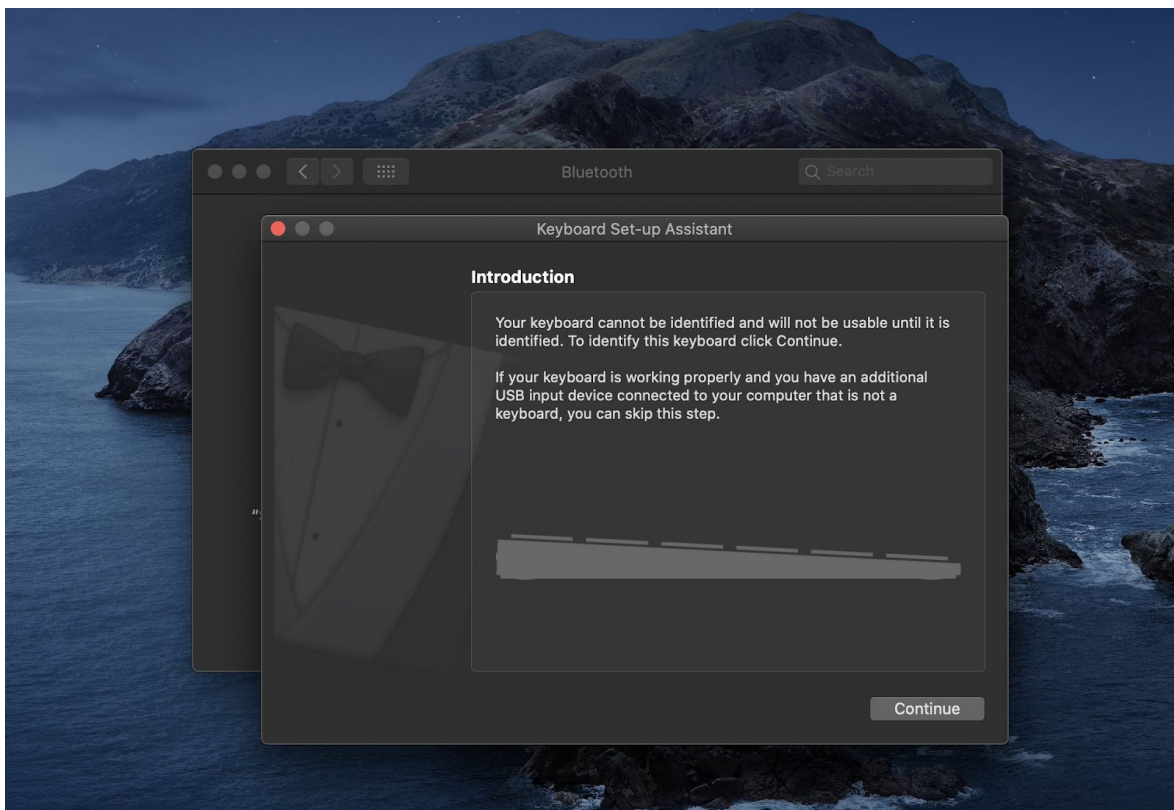 Bluetooth
Search
Keyboard Set-up Assistant
Introduction
Your keyboard cannot be identified and will not be usable until it is
identified. To identify this keyboard click Continue.
If your keyboard is working properly and you have an additional
USB input device connected to your computer that is not a
keyboard, you can skip this step.
Continue